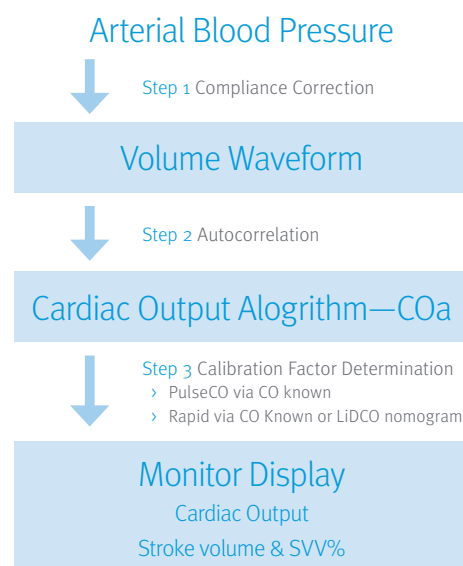 Arterial Blood Pressure
Step 1 Compliance Correction
Volume Waveform
Step 2 Autocorrelation
Cardiac Output Alogrithm—COa
Step 3 Calibration Factor Determination
› PulseCO via CO known
› Rapid via CO Known or LiDCO nomogram
Monitor Display
Cardiac Output
Stroke volume & SVV%